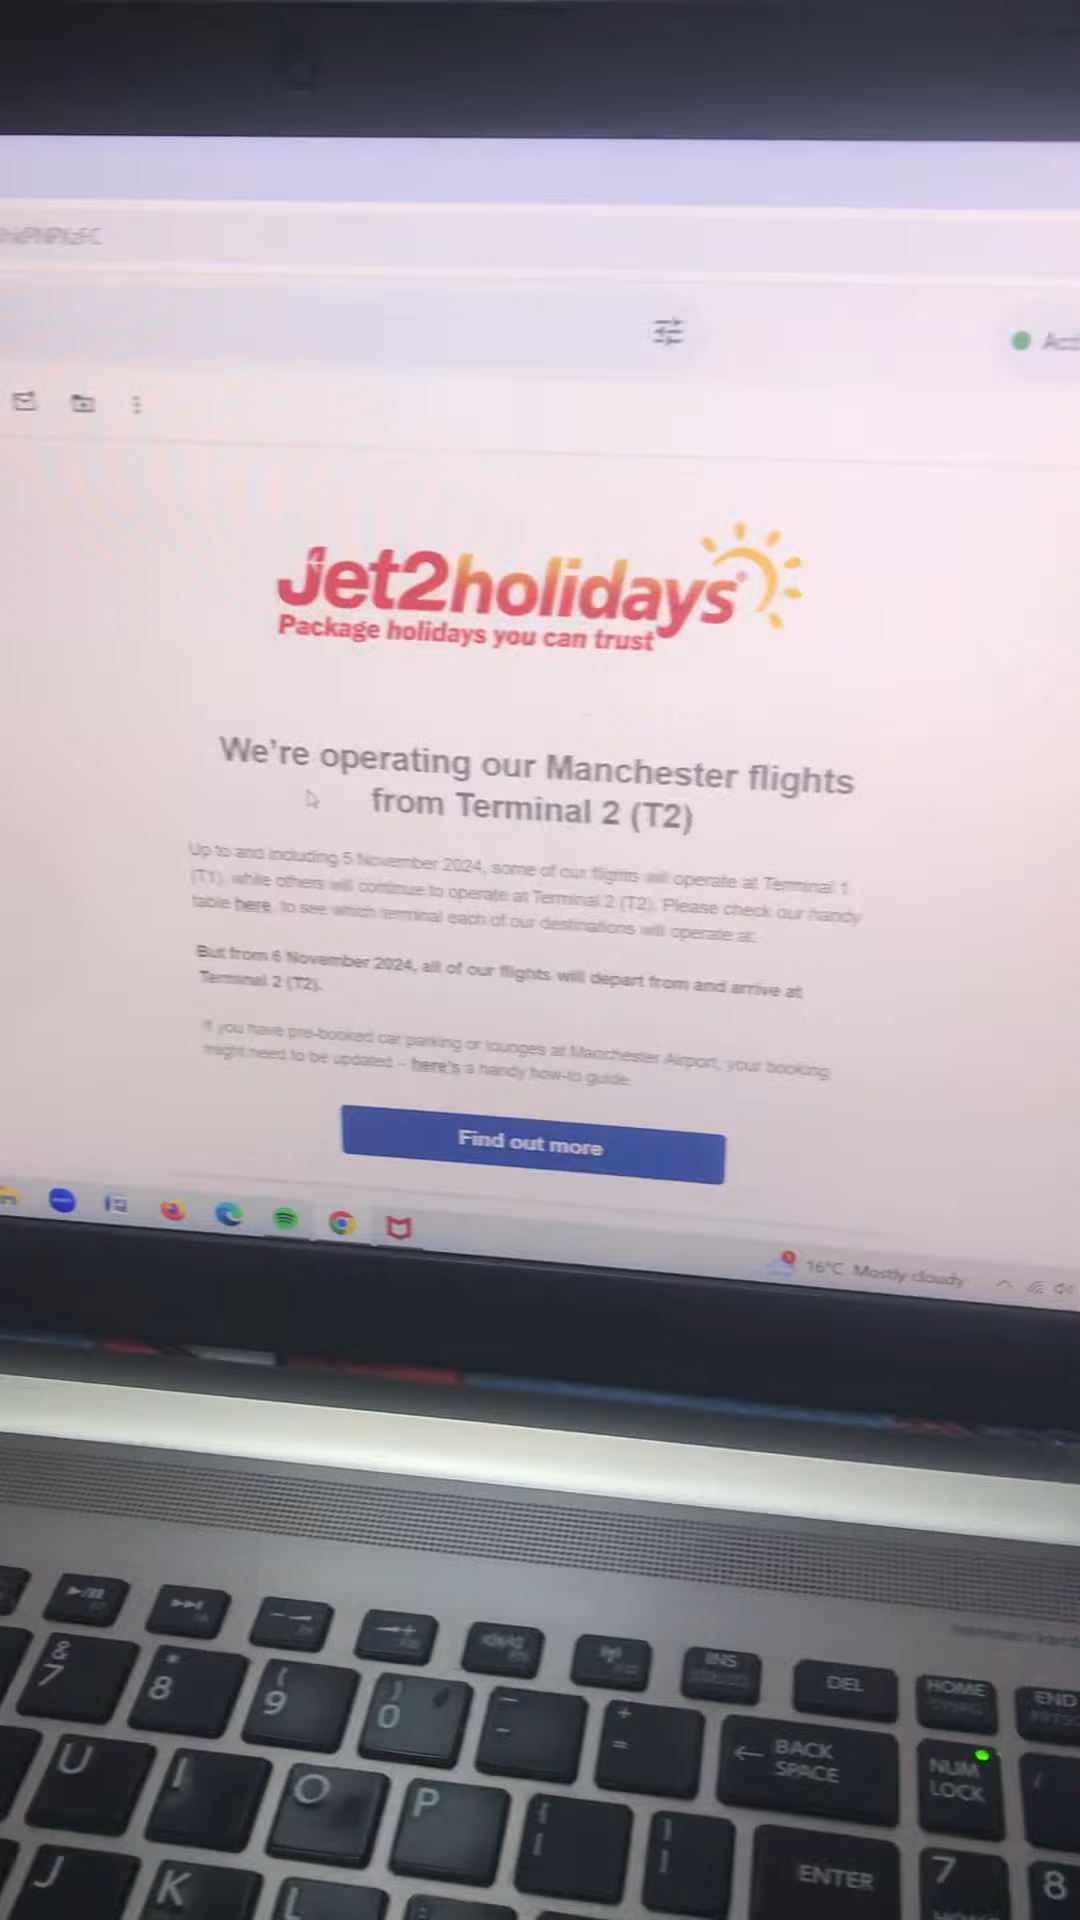 Jet2holidays
Package holidays you can trust
We're operating our Manchester flights
from Terminal 2 (T2)
Up to and including 5 November 2024, some of our flights will operate at Terminal 1
(T1), while others will continue to operate at Terminal 2 (T2). Please check our handy
table here, to see which terminal each of our destinations will operate at.
But from 6 November 2024, all of our flights will depart from and arrive at
Terminal 2 (T2).
If you have pre-booked car parking or lounges at Manchester Airport, your booking
might need to be updated – here's a handy how-to guide.
Find out more
16°C Mostly cloudy
INS
DEL
HOME
END
& 7
* 8
( 9
) 0
_ -
+ =
← BACK SPACE
NUM LOCK
/
U
I
O
P
{ [
} ]
ENTER
7
8
J
K
L